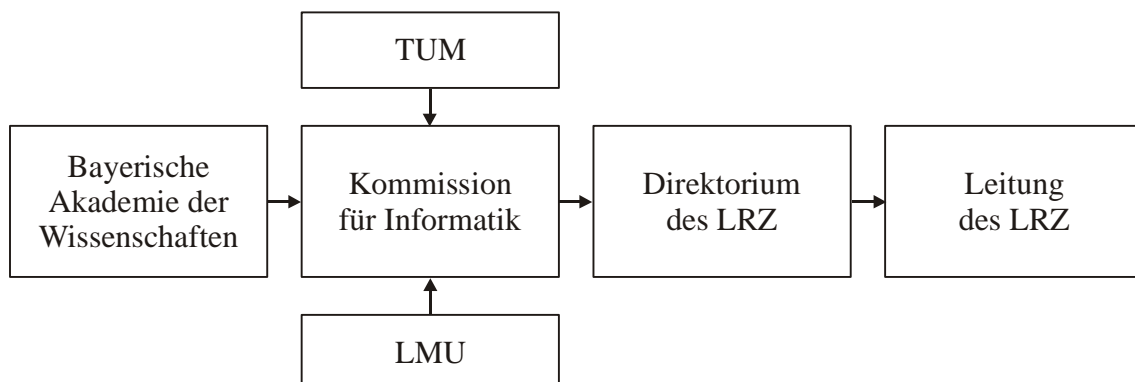 TUM
Bayerische
Akademie der
Wissenschaften
Kommission
für Informatik
Direktorium
des LRZ
Leitung
des LRZ
LMU